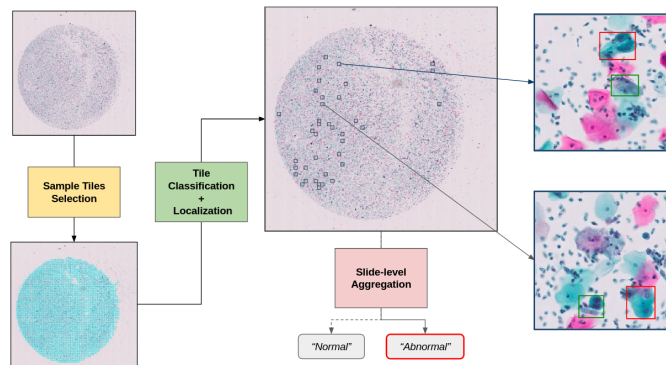 Sample Tiles
Selection
Tile
Classification
+
Localization
Slide-level
Aggregation
“Normal”
“Abnormal”